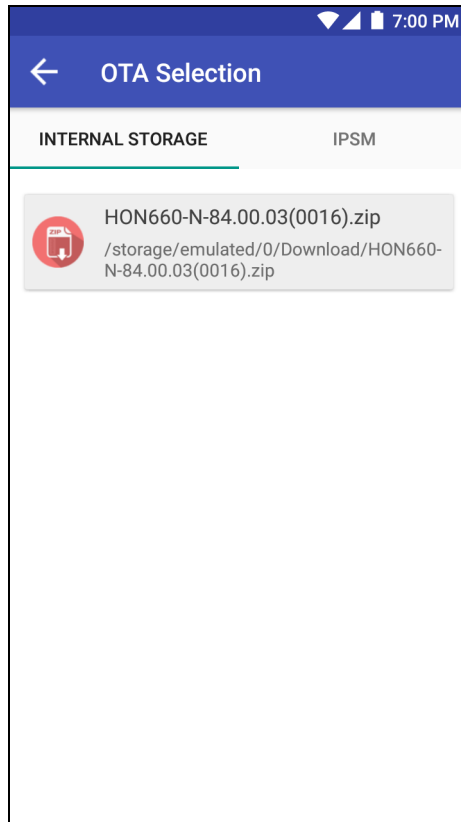 7:00 PM
OTA Selection
INTERNAL STORAGE IPSM
HON660-N-84.00.03(0016).zip
ZIP
/storage/emulated/0/Download/HON660-
N-84.00.03(0016).zip